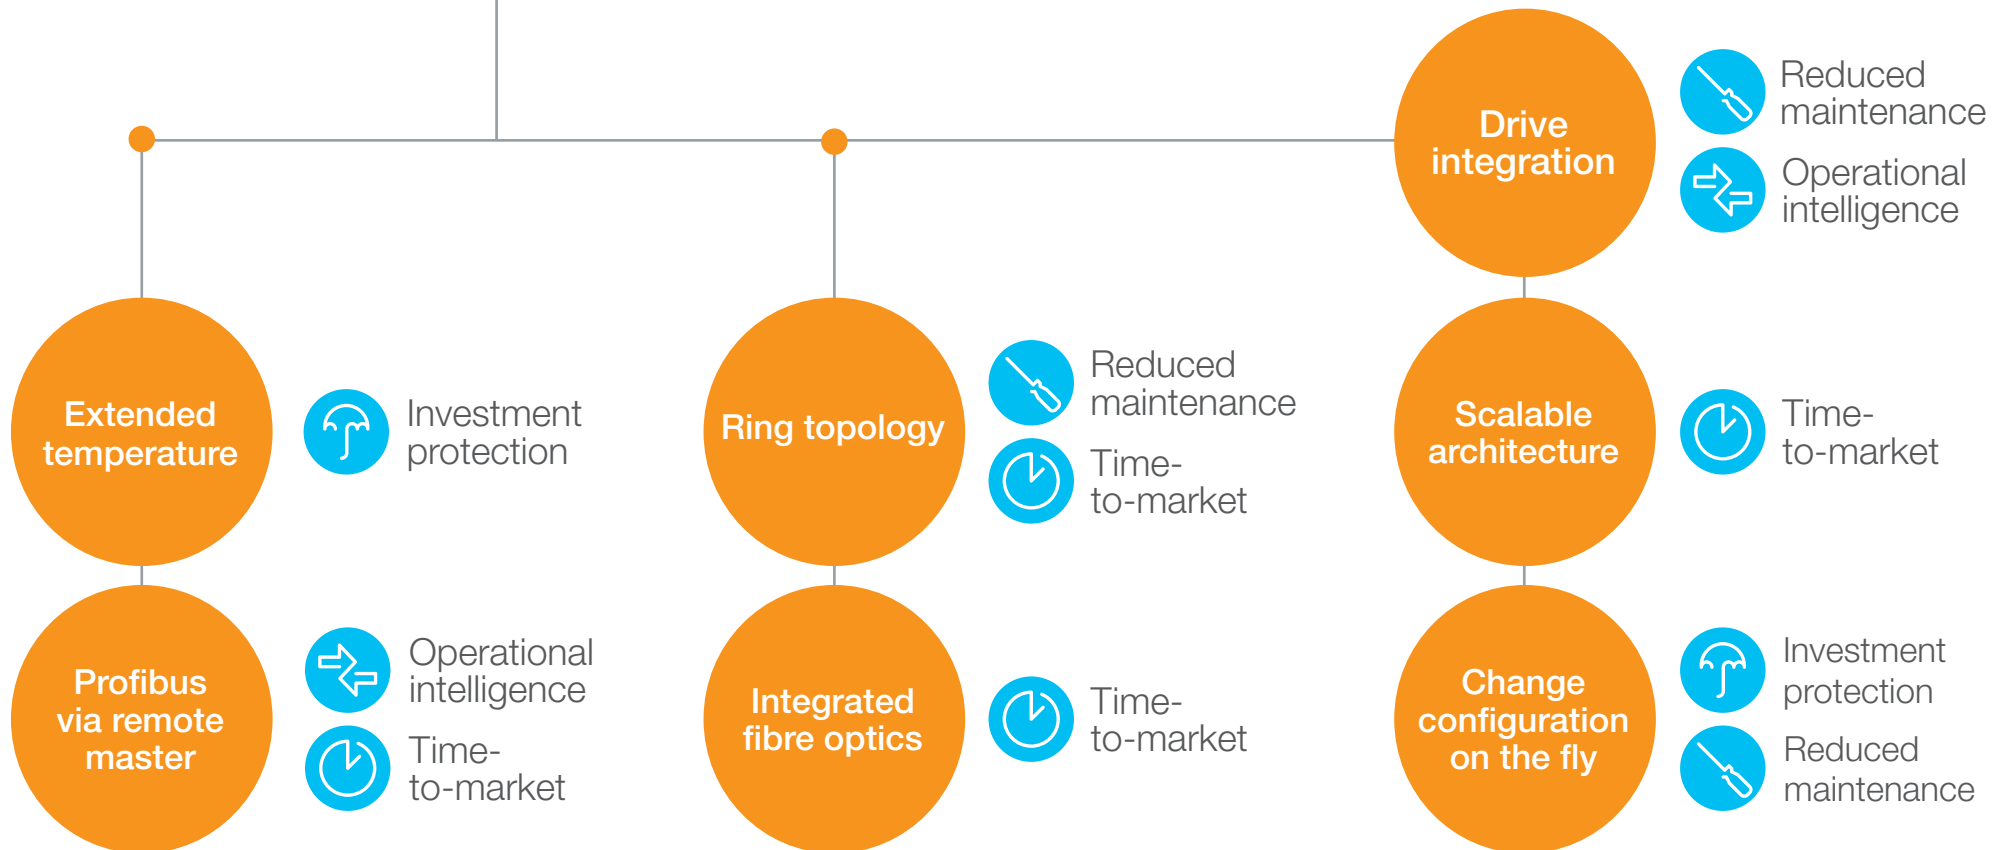 Drive
integration
Reduced
maintenance
Operational
intelligence
Extended
temperature
Investment
protection
Ring topology
Reduced
maintenance
Time-
to-market
Scalable
architecture
Time-
to-market
Profibus
via remote
master
Operational
intelligence
Time-
to-market
Integrated
fibre optics
Time-
to-market
Change
configuration
on the fly
Investment
protection
Reduced
maintenance